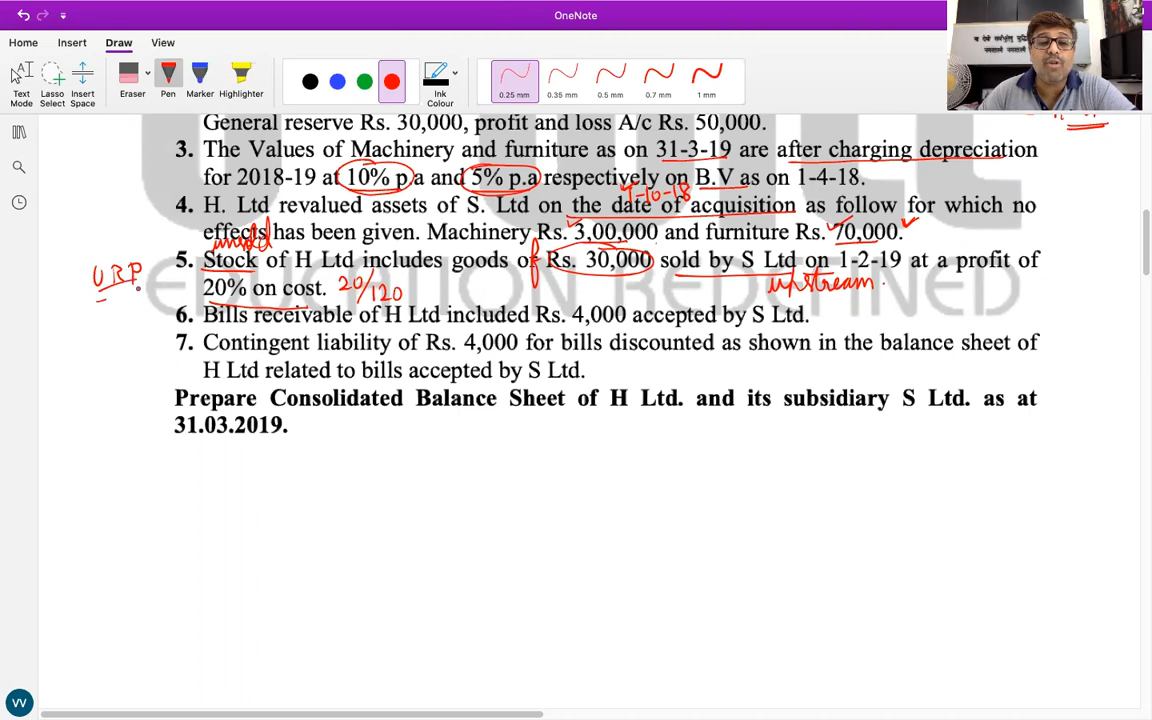 OneNote
Home Insert Draw View
Text Mode
Lasso Select
Insert Space
Eraser
Pen
Marker
Highlighter
Ink Colour
0.25 mm 0.35 mm 0.5 mm 0.7 mm 1 mm
General reserve Rs. 30,000, profit and loss A/c Rs. 50,000.
3. The Values of Machinery and furniture as on 31-3-19 are after charging depreciation
for 2018-19 at 10% p.a and 5% p.a respectively on B.V as on 1-4-18.
1-10-18
4. H. Ltd revalued assets of S. Ltd on the date of acquisition as follow for which no
effects has been given. Machinery Rs. 3,00,000 and furniture Rs. 70,000.
unsold
5. Stock of H Ltd includes goods of Rs. 30,000 sold by S Ltd on 1-2-19 at a profit of
URP
20% on cost. 20/120 upstream.
6. Bills receivable of H Ltd included Rs. 4,000 accepted by S Ltd.
7. Contingent liability of Rs. 4,000 for bills discounted as shown in the balance sheet of
H Ltd related to bills accepted by S Ltd.
Prepare Consolidated Balance Sheet of H Ltd. and its subsidiary S Ltd. as at
31.03.2019.
EDUCATION REDEFINED
VV